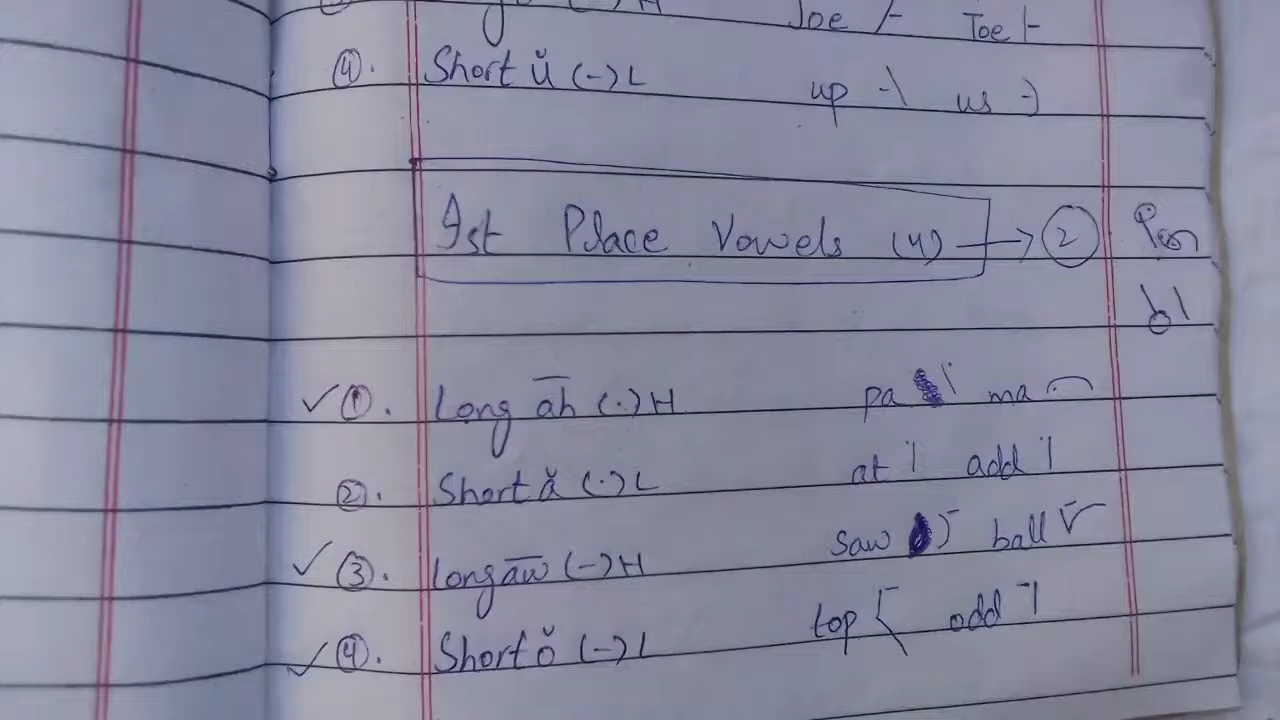 Joe Toe
④. Short ŭ (-) L up us
Ist Place Vowels (4) → ②
①. Long āh (.) H pa ma
②. Short ă (.) L at add
③. Long āw (-) H saw ball
④. Short ŏ (-) L top odd